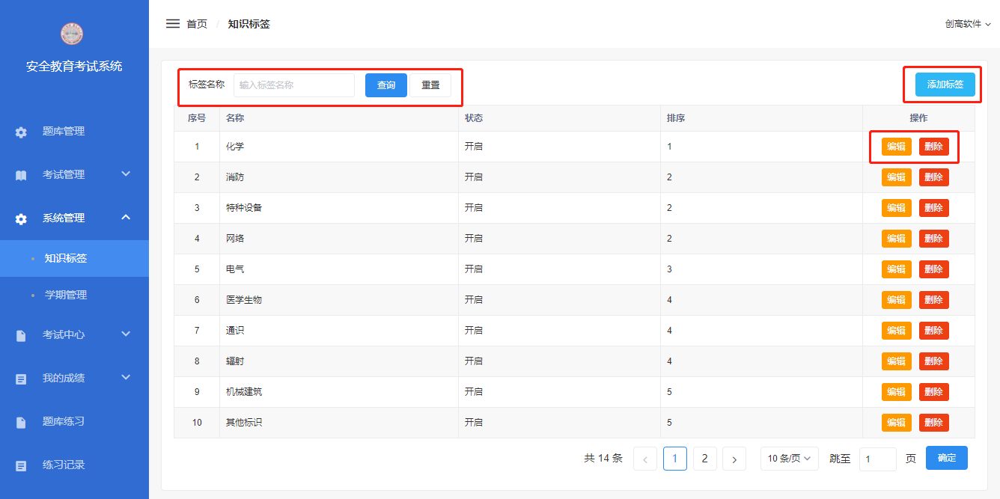 首页 / 知识标签
创高软件
安全教育考试系统
题库管理
考试管理
系统管理
知识标签
学期管理
考试中心
我的成绩
题库练习
练习记录
标签名称 输入标签名称 查询 重置
添加标签
序号 名称 状态 排序 操作
1 化学 开启 1 编辑 删除
2 消防 开启 2 编辑 删除
3 特种设备 开启 2 编辑 删除
4 网络 开启 2 编辑 删除
5 电气 开启 3 编辑 删除
6 医学生物 开启 4 编辑 删除
7 通识 开启 4 编辑 删除
8 辐射 开启 4 编辑 删除
9 机械建筑 开启 5 编辑 删除
10 其他标识 开启 5 编辑 删除
共 14 条 < 1 2 > 10 条/页 跳至 1 页 确定